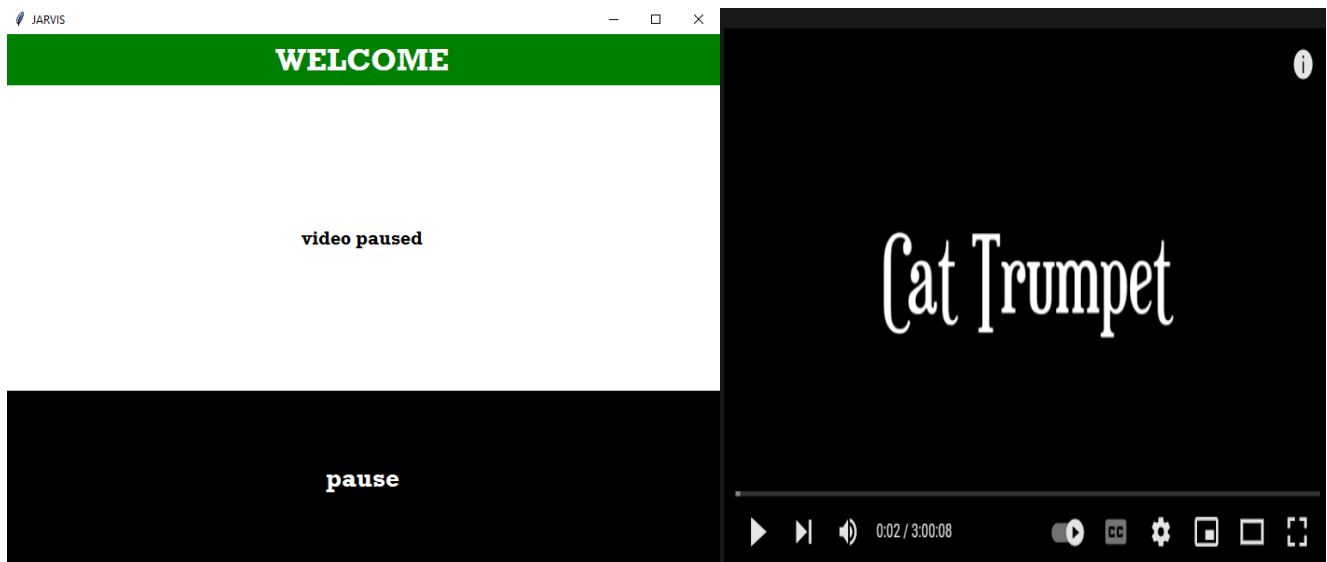 JARVIS
WELCOME
video paused
pause
Cat Trumpet
0:02 / 3:00:08
CC